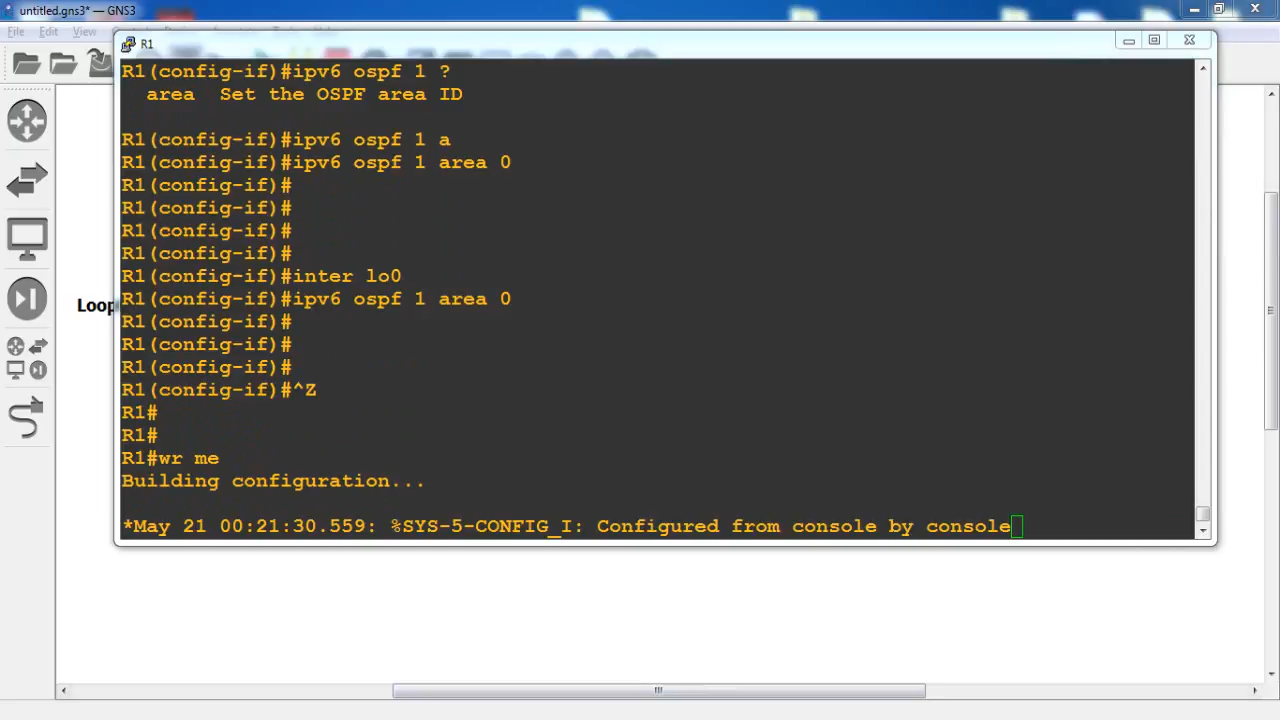 untitled.gns3* — GNS3
File Edit View
R1
R1(config-if)#ipv6 ospf 1 ?
area Set the OSPF area ID
R1(config-if)#ipv6 ospf 1 a
R1(config-if)#ipv6 ospf 1 area 0
R1(config-if)#
R1(config-if)#
R1(config-if)#
R1(config-if)#
R1(config-if)#inter lo0
R1(config-if)#ipv6 ospf 1 area 0
Loop
R1(config-if)#
R1(config-if)#
R1(config-if)#
R1(config-if)#^Z
R1#
R1#
R1#wr me
Building configuration...
*May 21 00:21:30.559: %SYS-5-CONFIG_I: Configured from console by console